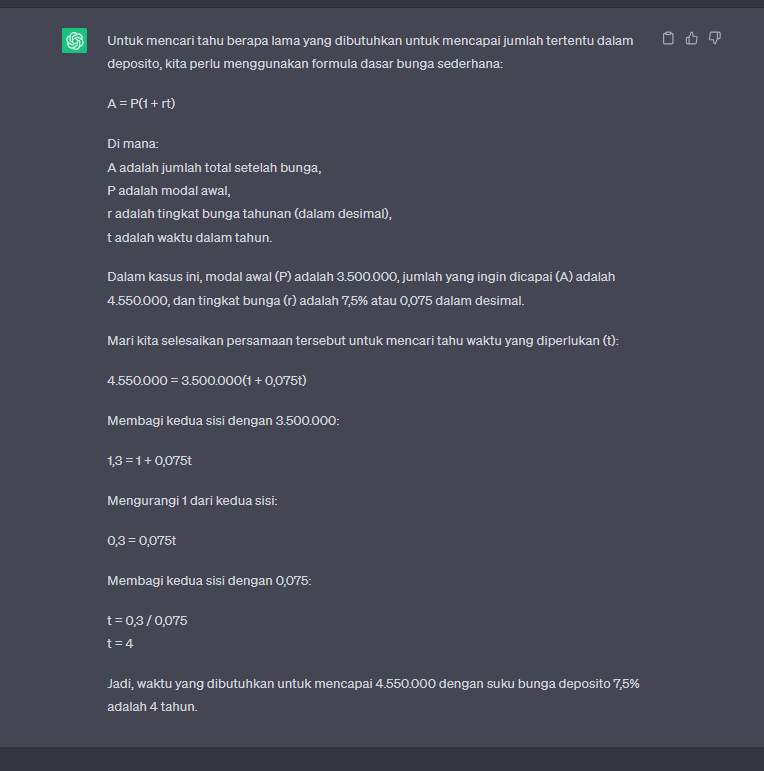 Untuk mencari tahu berapa lama yang dibutuhkan untuk mencapai jumlah tertentu dalam
deposito, kita perlu menggunakan formula dasar bunga sederhana:
A = P(1 + rt)
Di mana:
A adalah jumlah total setelah bunga,
P adalah modal awal,
r adalah tingkat bunga tahunan (dalam desimal),
t adalah waktu dalam tahun.
Dalam kasus ini, modal awal (P) adalah 3.500.000, jumlah yang ingin dicapai (A) adalah
4.550.000, dan tingkat bunga (r) adalah 7,5% atau 0,075 dalam desimal.
Mari kita selesaikan persamaan tersebut untuk mencari tahu waktu yang diperlukan (t):
4.550.000 = 3.500.000(1 + 0,075t)
Membagi kedua sisi dengan 3.500.000:
1,3 = 1 + 0,075t
Mengurangi 1 dari kedua sisi:
0,3 = 0,075t
Membagi kedua sisi dengan 0,075:
t = 0,3 / 0,075
t = 4
Jadi, waktu yang dibutuhkan untuk mencapai 4.550.000 dengan suku bunga deposito 7,5%
adalah 4 tahun.